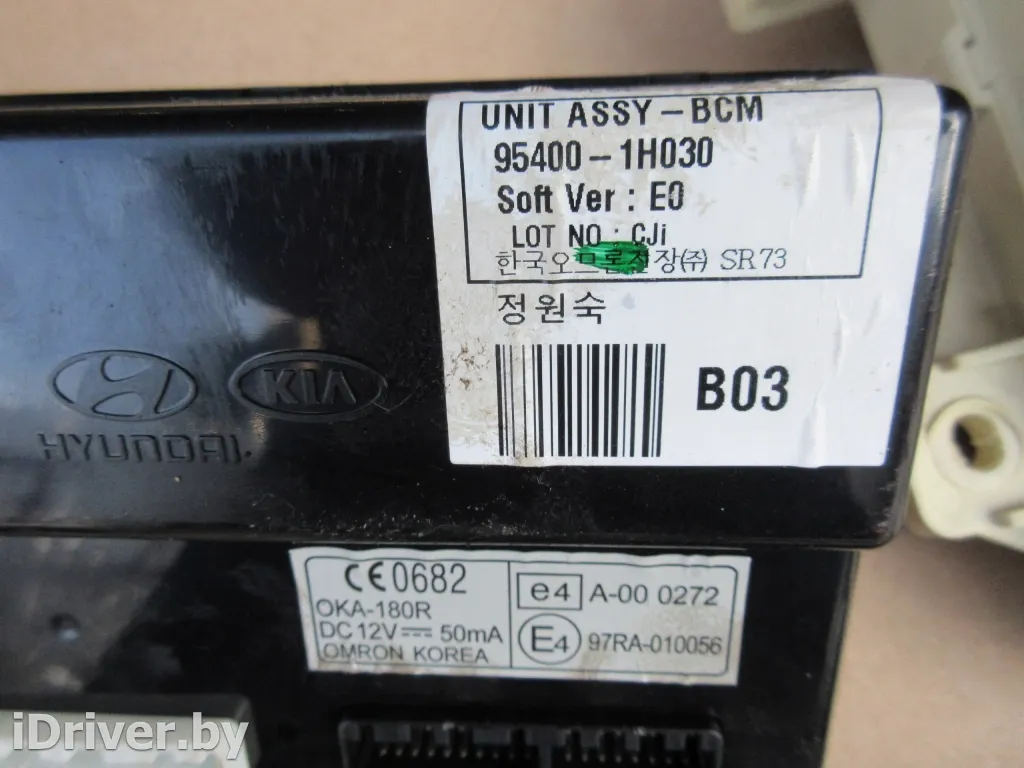 UNIT ASSY-BCM
95400-1H030
Soft Ver : E0
LOT NO : CJi
한국오므론전장(주) SR73
정원숙
B03
HYUNDAI
KIA
CE0682
OKA-180R
DC 12V 50mA
OMRON KOREA
e4 A-00 0272
E4 97RA-010056
iDriver.by